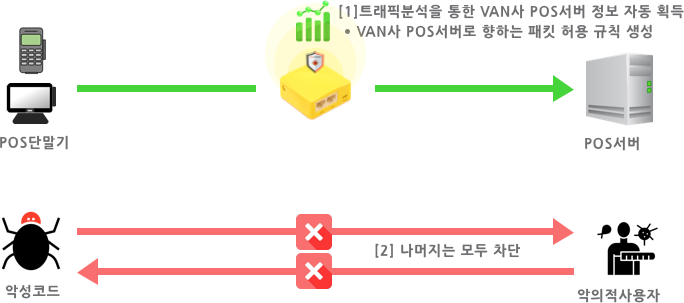 [1]트래픽분석을 통한 VAN사 POS서버 정보 자동 획득
• VAN사 POS서버로 향하는 패킷 허용 규칙 생성
POS단말기
POS서버
[2] 나머지는 모두 차단
악성코드
악의적사용자